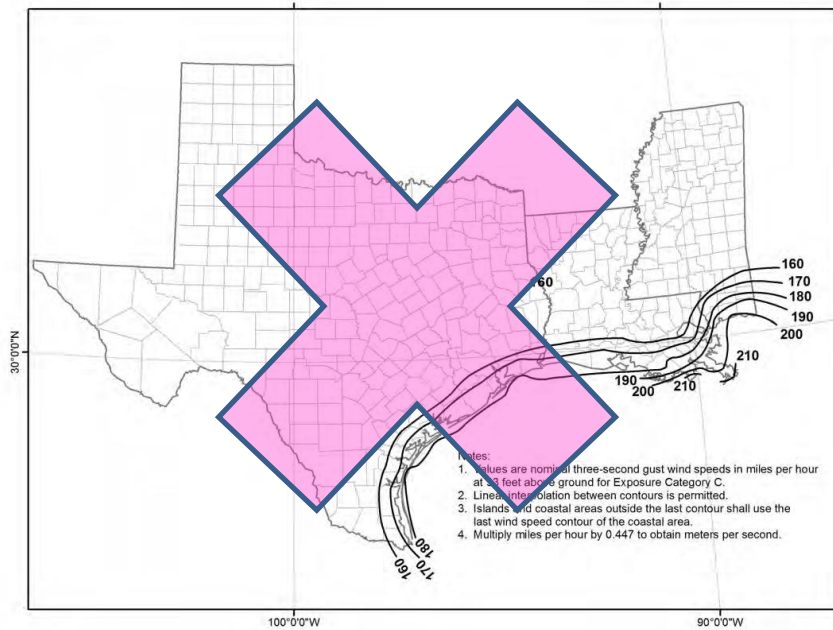 160
160
170
180
190
200
210
190
210
200
30°0'0"N
Notes:
1. Values are nominal three-second gust wind speeds in miles per hour
at 33 feet above ground for Exposure Category C.
2. Linear interpolation between contours is permitted.
3. Islands and coastal areas outside the last contour shall use the
last wind speed contour of the coastal area.
4. Multiply miles per hour by 0.447 to obtain meters per second.
180
170
160
100°0'0"W
90°0'0"W